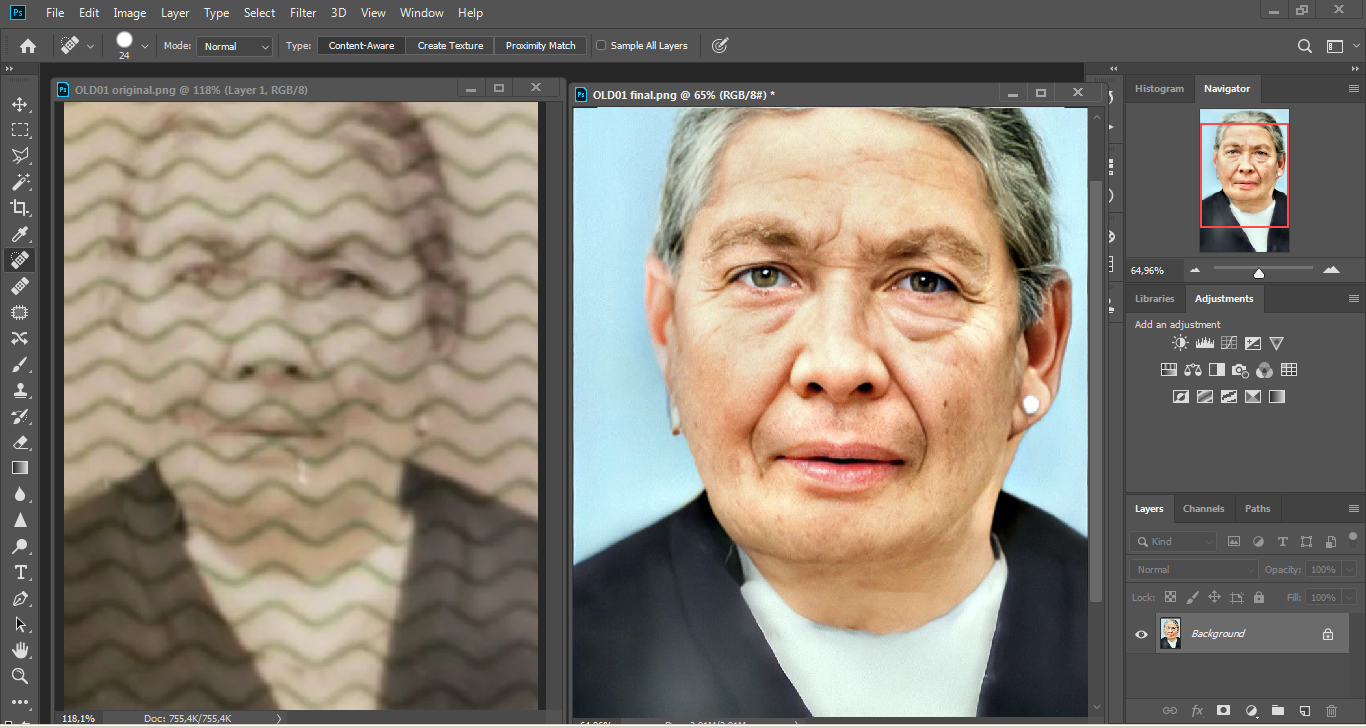 Ps File Edit Image Layer Type Select Filter 3D View Window Help
24 Mode: Normal Type: Content-Aware Create Texture Proximity Match Sample All Layers
Ps OLD01 original.png @ 118% (Layer 1, RGB/8)
Ps OLD01 final.png @ 65% (RGB/8#) *
Histogram Navigator
64,96%
Libraries Adjustments
Add an adjustment
Layers Channels Paths
Kind
Normal Opacity: 100%
Lock: Fill: 100%
Background
fx
118,1% Doc: 755,4K/755,4K